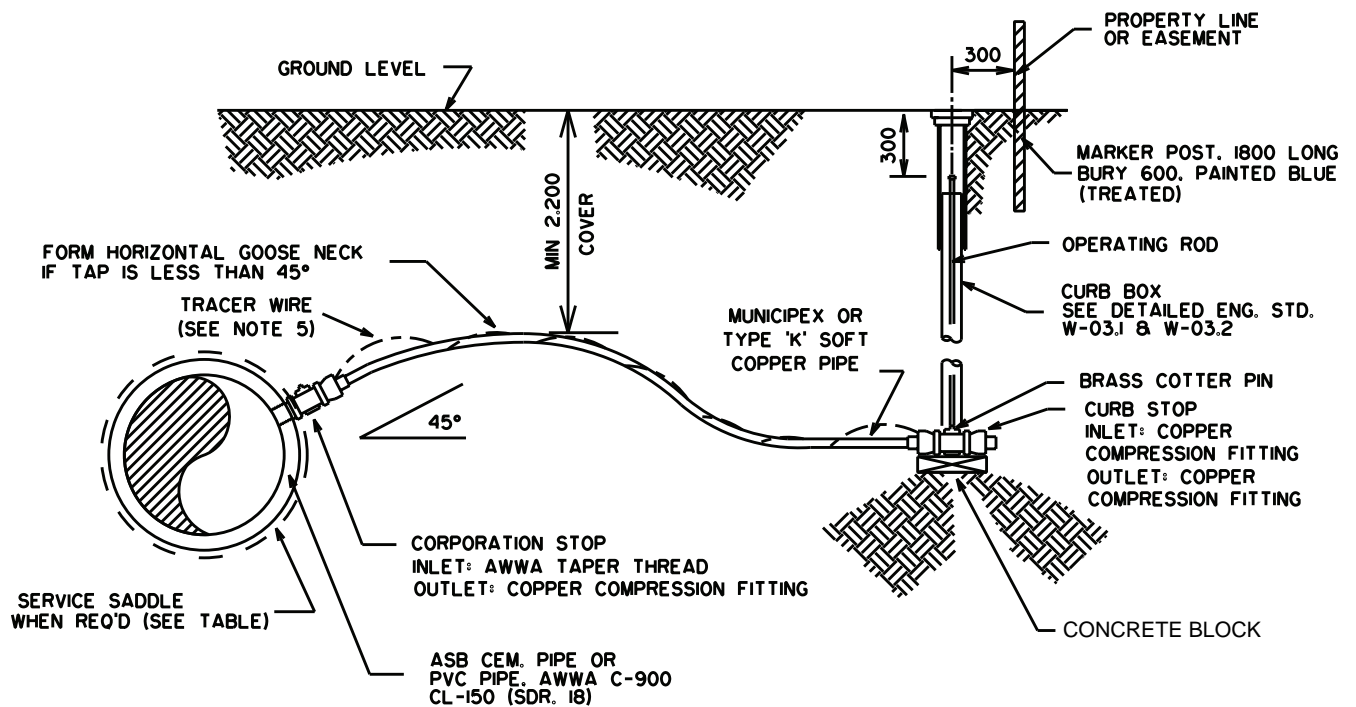 PROPERTY LINE
OR EASEMENT
300
GROUND LEVEL
300
MARKER POST. 1800 LONG
BURY 600. PAINTED BLUE
(TREATED)
MIN 2.200
COVER
OPERATING ROD
FORM HORIZONTAL GOOSE NECK
IF TAP IS LESS THAN 45°
CURB BOX
SEE DETAILED ENG. STD.
W-03.1 & W-03.2
TRACER WIRE
(SEE NOTE 5)
MUNICIPEX OR
TYPE 'K' SOFT
COPPER PIPE
BRASS COTTER PIN
45°
CURB STOP
INLET: COPPER
COMPRESSION FITTING
OUTLET: COPPER
COMPRESSION FITTING
CORPORATION STOP
INLET: AWWA TAPER THREAD
OUTLET: COPPER COMPRESSION FITTING
SERVICE SADDLE
WHEN REQ'D (SEE TABLE)
CONCRETE BLOCK
ASB CEM. PIPE OR
PVC PIPE. AWWA C-900
CL-150 (SDR. 18)